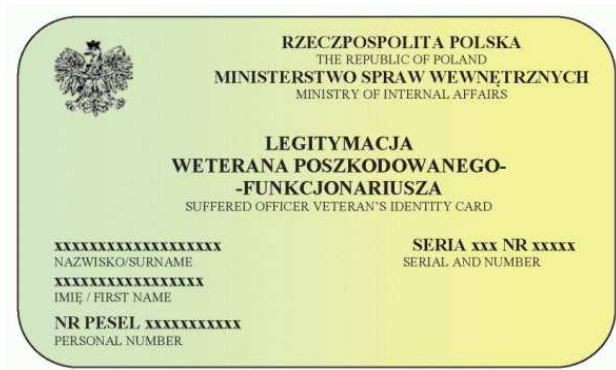 RZECZPOSPOLITA POLSKA
THE REPUBLIC OF POLAND
MINISTERSTWO SPRAW WEWNĘTRZNYCH
MINISTRY OF INTERNAL AFFAIRS
LEGITYMACJA
WETERANA POSZKODOWANEGO-
-FUNKCJONARIUSZA
SUFFERED OFFICER VETERAN'S IDENTITY CARD
xxxxxxxxxxxxxxxxxxx
NAZWISKO/SURNAME
xxxxxxxxxxxxxxxxx
IMIĘ / FIRST NAME
NR PESEL xxxxxxxxxxx
PERSONAL NUMBER
SERIA xxx NR xxxxx
SERIAL AND NUMBER